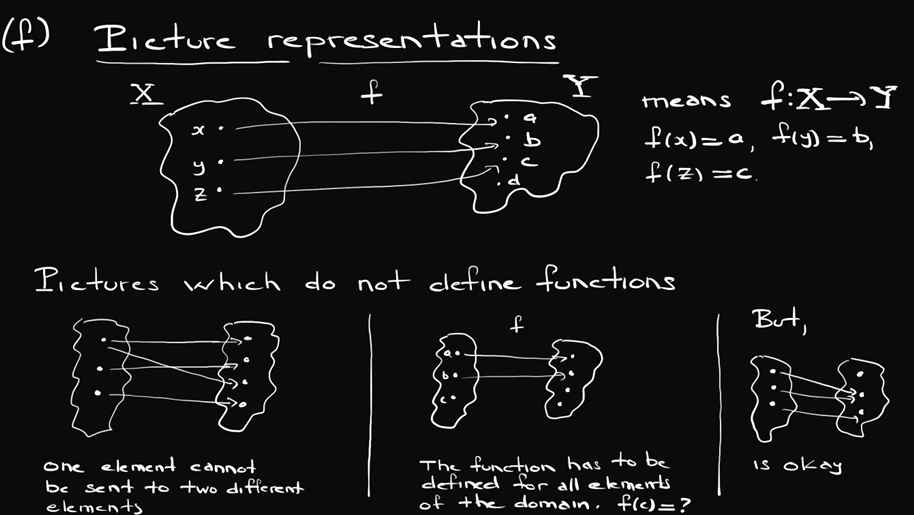 (f) Picture representations
X f Y
x
y
z
a
b
c
d
means f: X → Y
f(x) = a, f(y) = b,
f(z) = c.
Pictures which do not define functions
One element cannot
be sent to two different
elements
f
a
b
c
The function has to be
defined for all elements
of the domain. f(c) = ?
But,
is okay